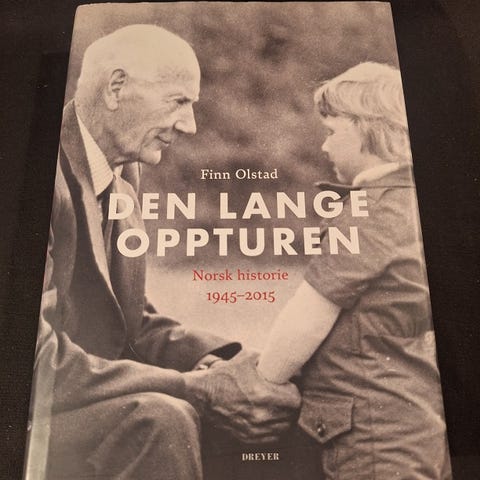 Finn Olstad
DEN LANGE
OPPTUREN
Norsk historie
1945–2015
DREYER